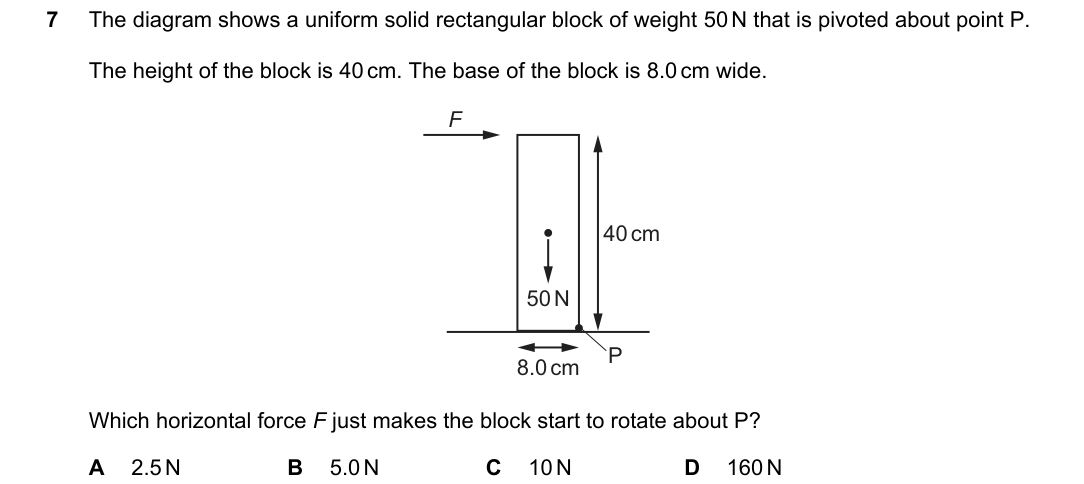 7 The diagram shows a uniform solid rectangular block of weight 50 N that is pivoted about point P.
The height of the block is 40 cm. The base of the block is 8.0 cm wide.
F
40 cm
50 N
P
8.0 cm
Which horizontal force F just makes the block start to rotate about P?
A 2.5 N B 5.0 N C 10 N D 160 N